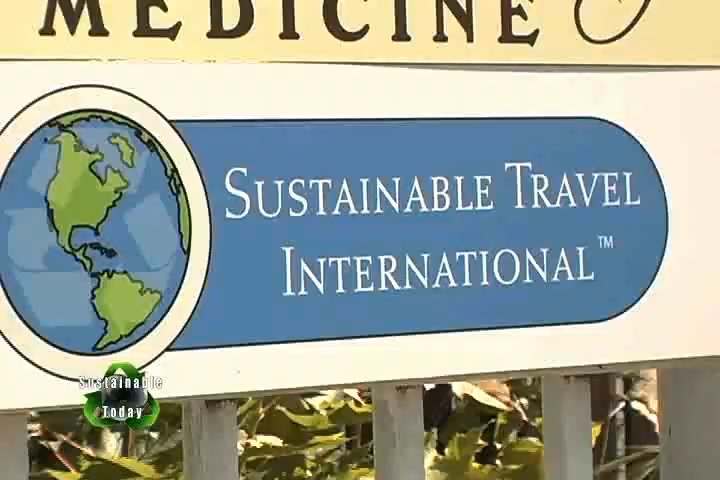 MEDICINE
SUSTAINABLE TRAVEL
INTERNATIONAL™
Sustainable
Today